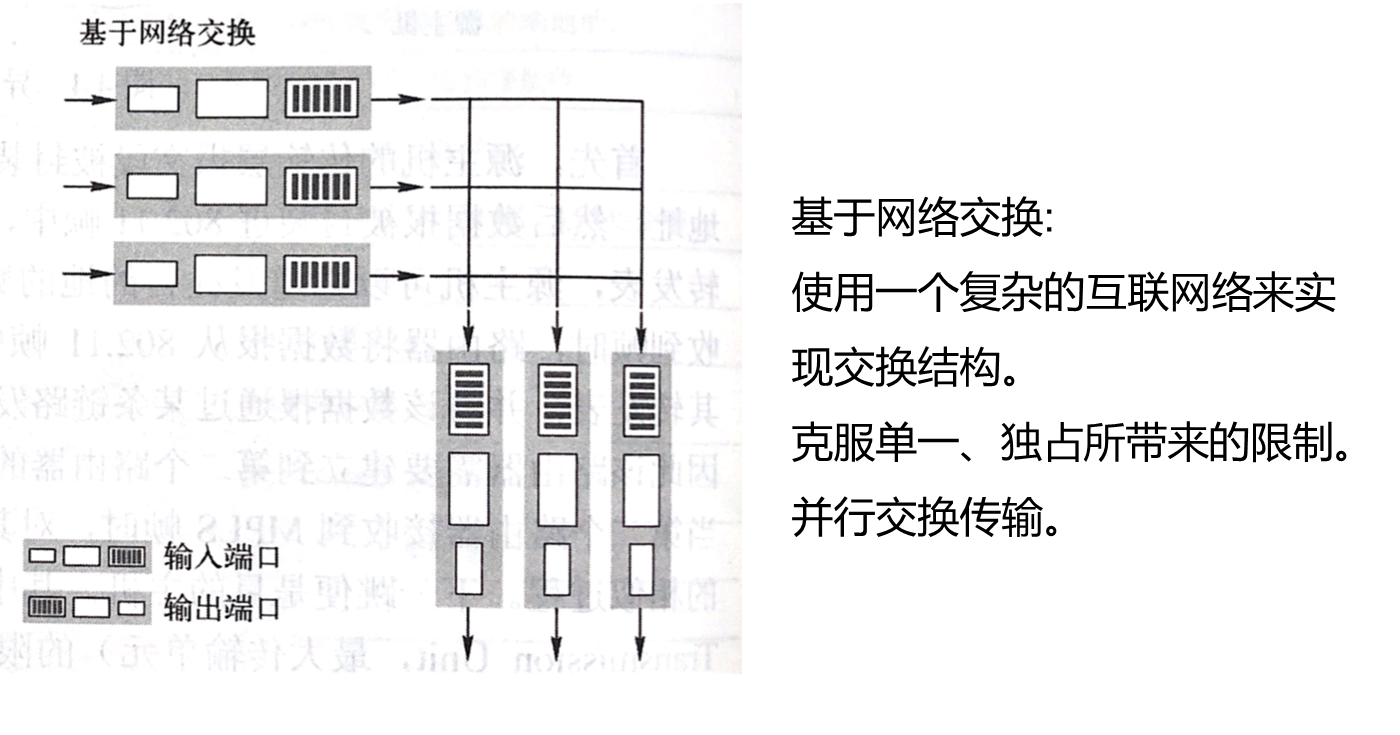 基于网络交换
输入端口
输出端口
基于网络交换:
使用一个复杂的互联网络来实
现交换结构。
克服单一、独占所带来的限制。
并行交换传输。